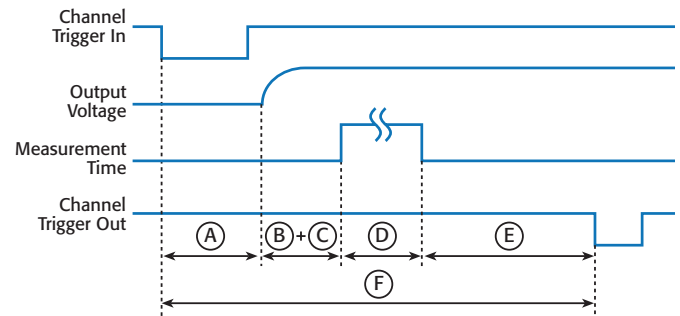 Channel
Trigger In
Output
Voltage
Measurement
Time
Channel
Trigger Out
A
B + C
D
E
F